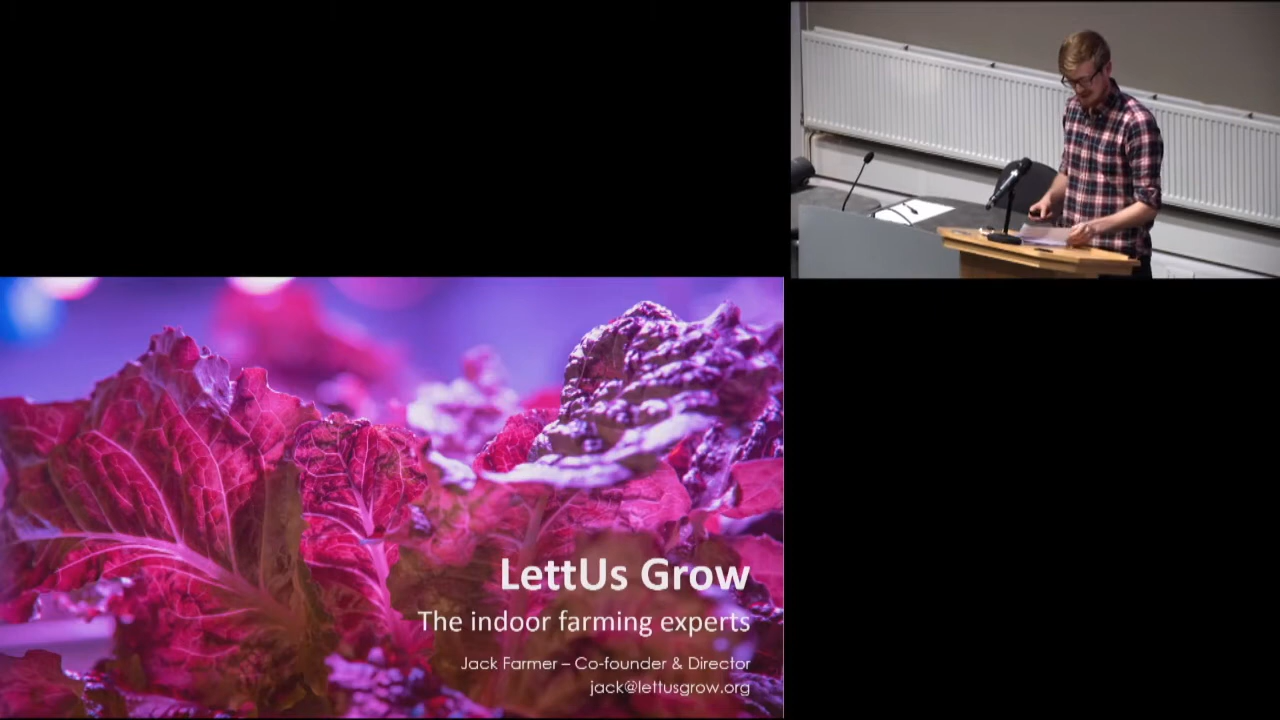 LettUs Grow
The indoor farming experts
Jack Farmer – Co-founder & Director
jack@lettusgrow.org